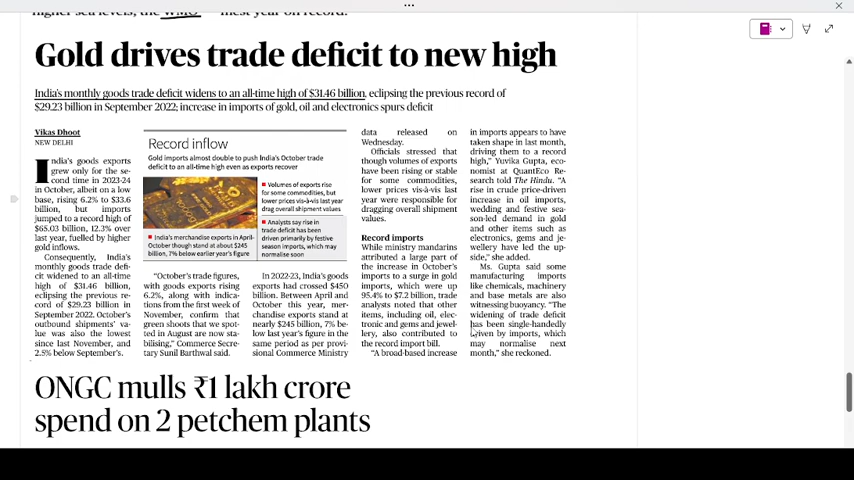 higher sea levels, the WMO
mest year on record.
Gold drives trade deficit to new high
India's monthly goods trade deficit widens to an all-time high of $31.46 billion, eclipsing the previous record of
$29.23 billion in September 2022; increase in imports of gold, oil and electronics spurs deficit
Vikas Dhoot
NEW DELHI
India's goods exports
grew only for the se-
cond time in 2023-24
in October, albeit on a low
base, rising 6.2% to $33.6
billion, but imports
jumped to a record high of
$65.03 billion, 12.3% over
last year, fuelled by higher
gold inflows.
Consequently, India's
monthly goods trade defi-
cit widened to an all-time
high of $31.46 billion,
eclipsing the previous re-
cord of $29.23 billion in
September 2022. October's
outbound shipments' va-
lue was also the lowest
since last November, and
2.5% below September's.
Record inflow
Gold imports almost double to push India's October trade
deficit to an all-time high even as exports recover
■ India's merchandise exports in April-
October though stand at about $245
billion, 7% below earlier year's figure
■ Volumes of exports rise
for some commodities, but
lower prices vis-à-vis last year
drag overall shipment values
■ Analysts say rise in
trade deficit has been
driven primarily by festive
season imports, which may
normalise soon
"October's trade figures,
with goods exports rising
6.2%, along with indica-
tions from the first week of
November, confirm that
green shoots that we spot-
ted in August are now sta-
bilising," Commerce Secre-
tary Sunil Barthwal said.
In 2022-23, India's goods
exports had crossed $450
billion. Between April and
October this year, mer-
chandise exports stand at
nearly $245 billion, 7% be-
low last year's figure in the
same period as per provi-
sional Commerce Ministry
data released on
Wednesday.
Officials stressed that
though volumes of exports
have been rising or stable
for some commodities,
lower prices vis-à-vis last
year were responsible for
dragging overall shipment
values.
Record imports
While ministry mandarins
attributed a large part of
the increase in October's
imports to a surge in gold
imports, which were up
95.4% to $7.2 billion, trade
analysts noted that other
items, including oil, elec-
tronic and gems and jewel-
lery, also contributed to
the record import bill.
"A broad-based increase
in imports appears to have
taken shape in last month,
driving them to a record
high," Yuvika Gupta, eco-
nomist at QuantEco Re-
search told The Hindu. "A
rise in crude price-driven
increase in oil imports,
wedding and festive sea-
son-led demand in gold
and other items such as
electronics, gems and je-
wellery have led the up-
side," she added.
Ms. Gupta said some
manufacturing imports
like chemicals, machinery
and base metals are also
witnessing buoyancy. "The
widening of trade deficit
has been single-handedly
driven by imports, which
may normalise next
month," she reckoned.
ONGC mulls ₹1 lakh crore
spend on 2 petchem plants